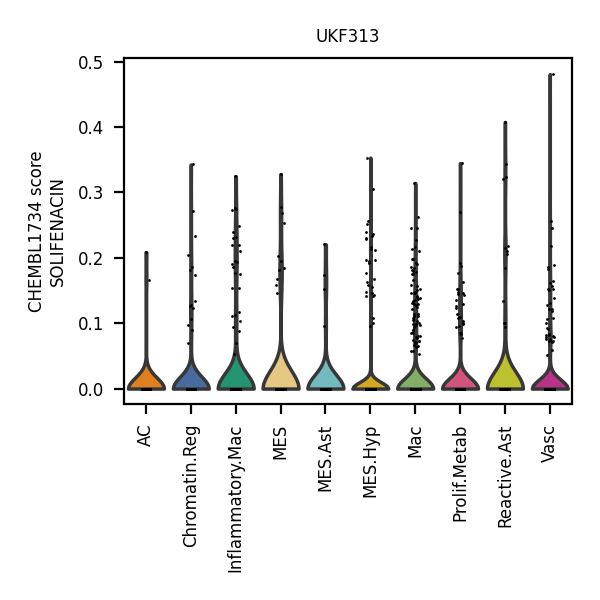 UKF313
CHEMBL1734 score
SOLIFENACIN
0.5
0.4
0.3
0.2
0.1
0.0
AC
Chromatin.Reg
Inflammatory.Mac
MES
MES.Ast
MES.Hyp
Mac
Prolif.Metab
Reactive.Ast
Vasc